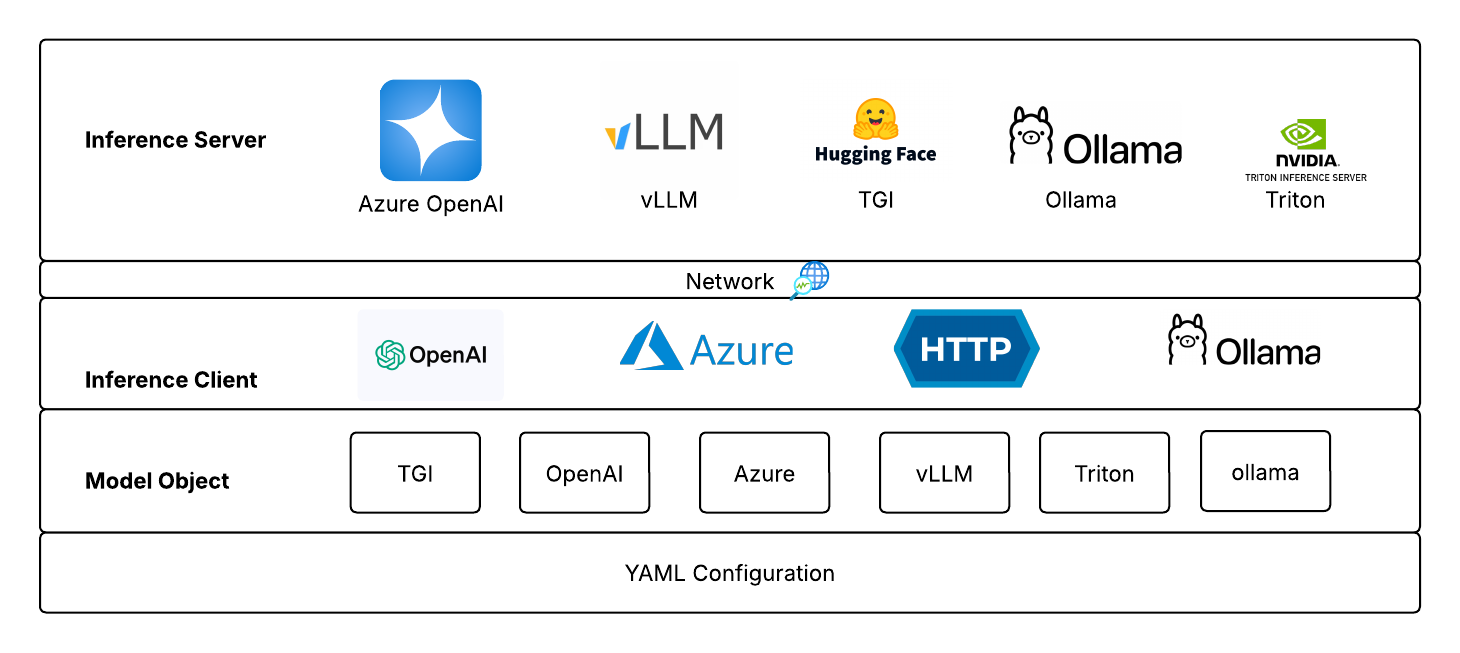 Inference Server
Azure OpenAI
vLLM
vLLM
Hugging Face
TGI
Ollama
Ollama
nVIDIA.
TRITON INFERENCE SERVER
Triton
Network
Inference Client
OpenAI
Azure
HTTP
Ollama
Model Object
TGI
OpenAI
Azure
vLLM
Triton
ollama
YAML Configuration